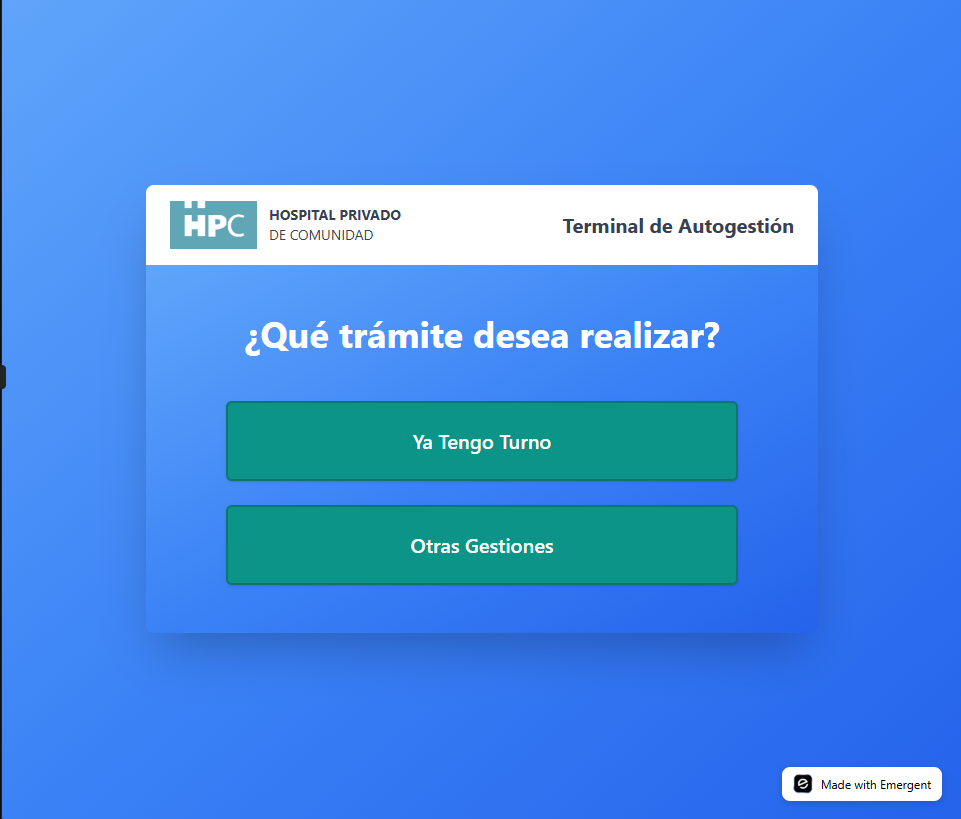 HPC
HOSPITAL PRIVADO
DE COMUNIDAD
Terminal de Autogestión
¿Qué trámite desea realizar?
Ya Tengo Turno
Otras Gestiones
Made with Emergent